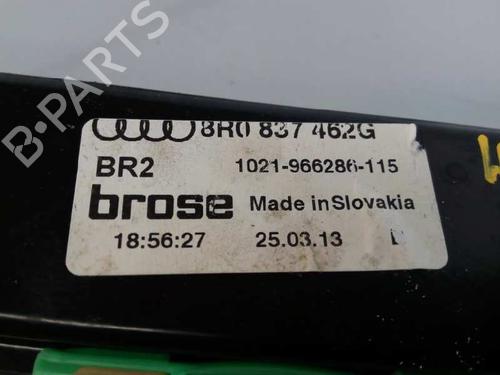 8R0 837 462G
BR2 1021-966286-115
brose Made in Slovakia
18:56:27 25.03.13
B-PARTS